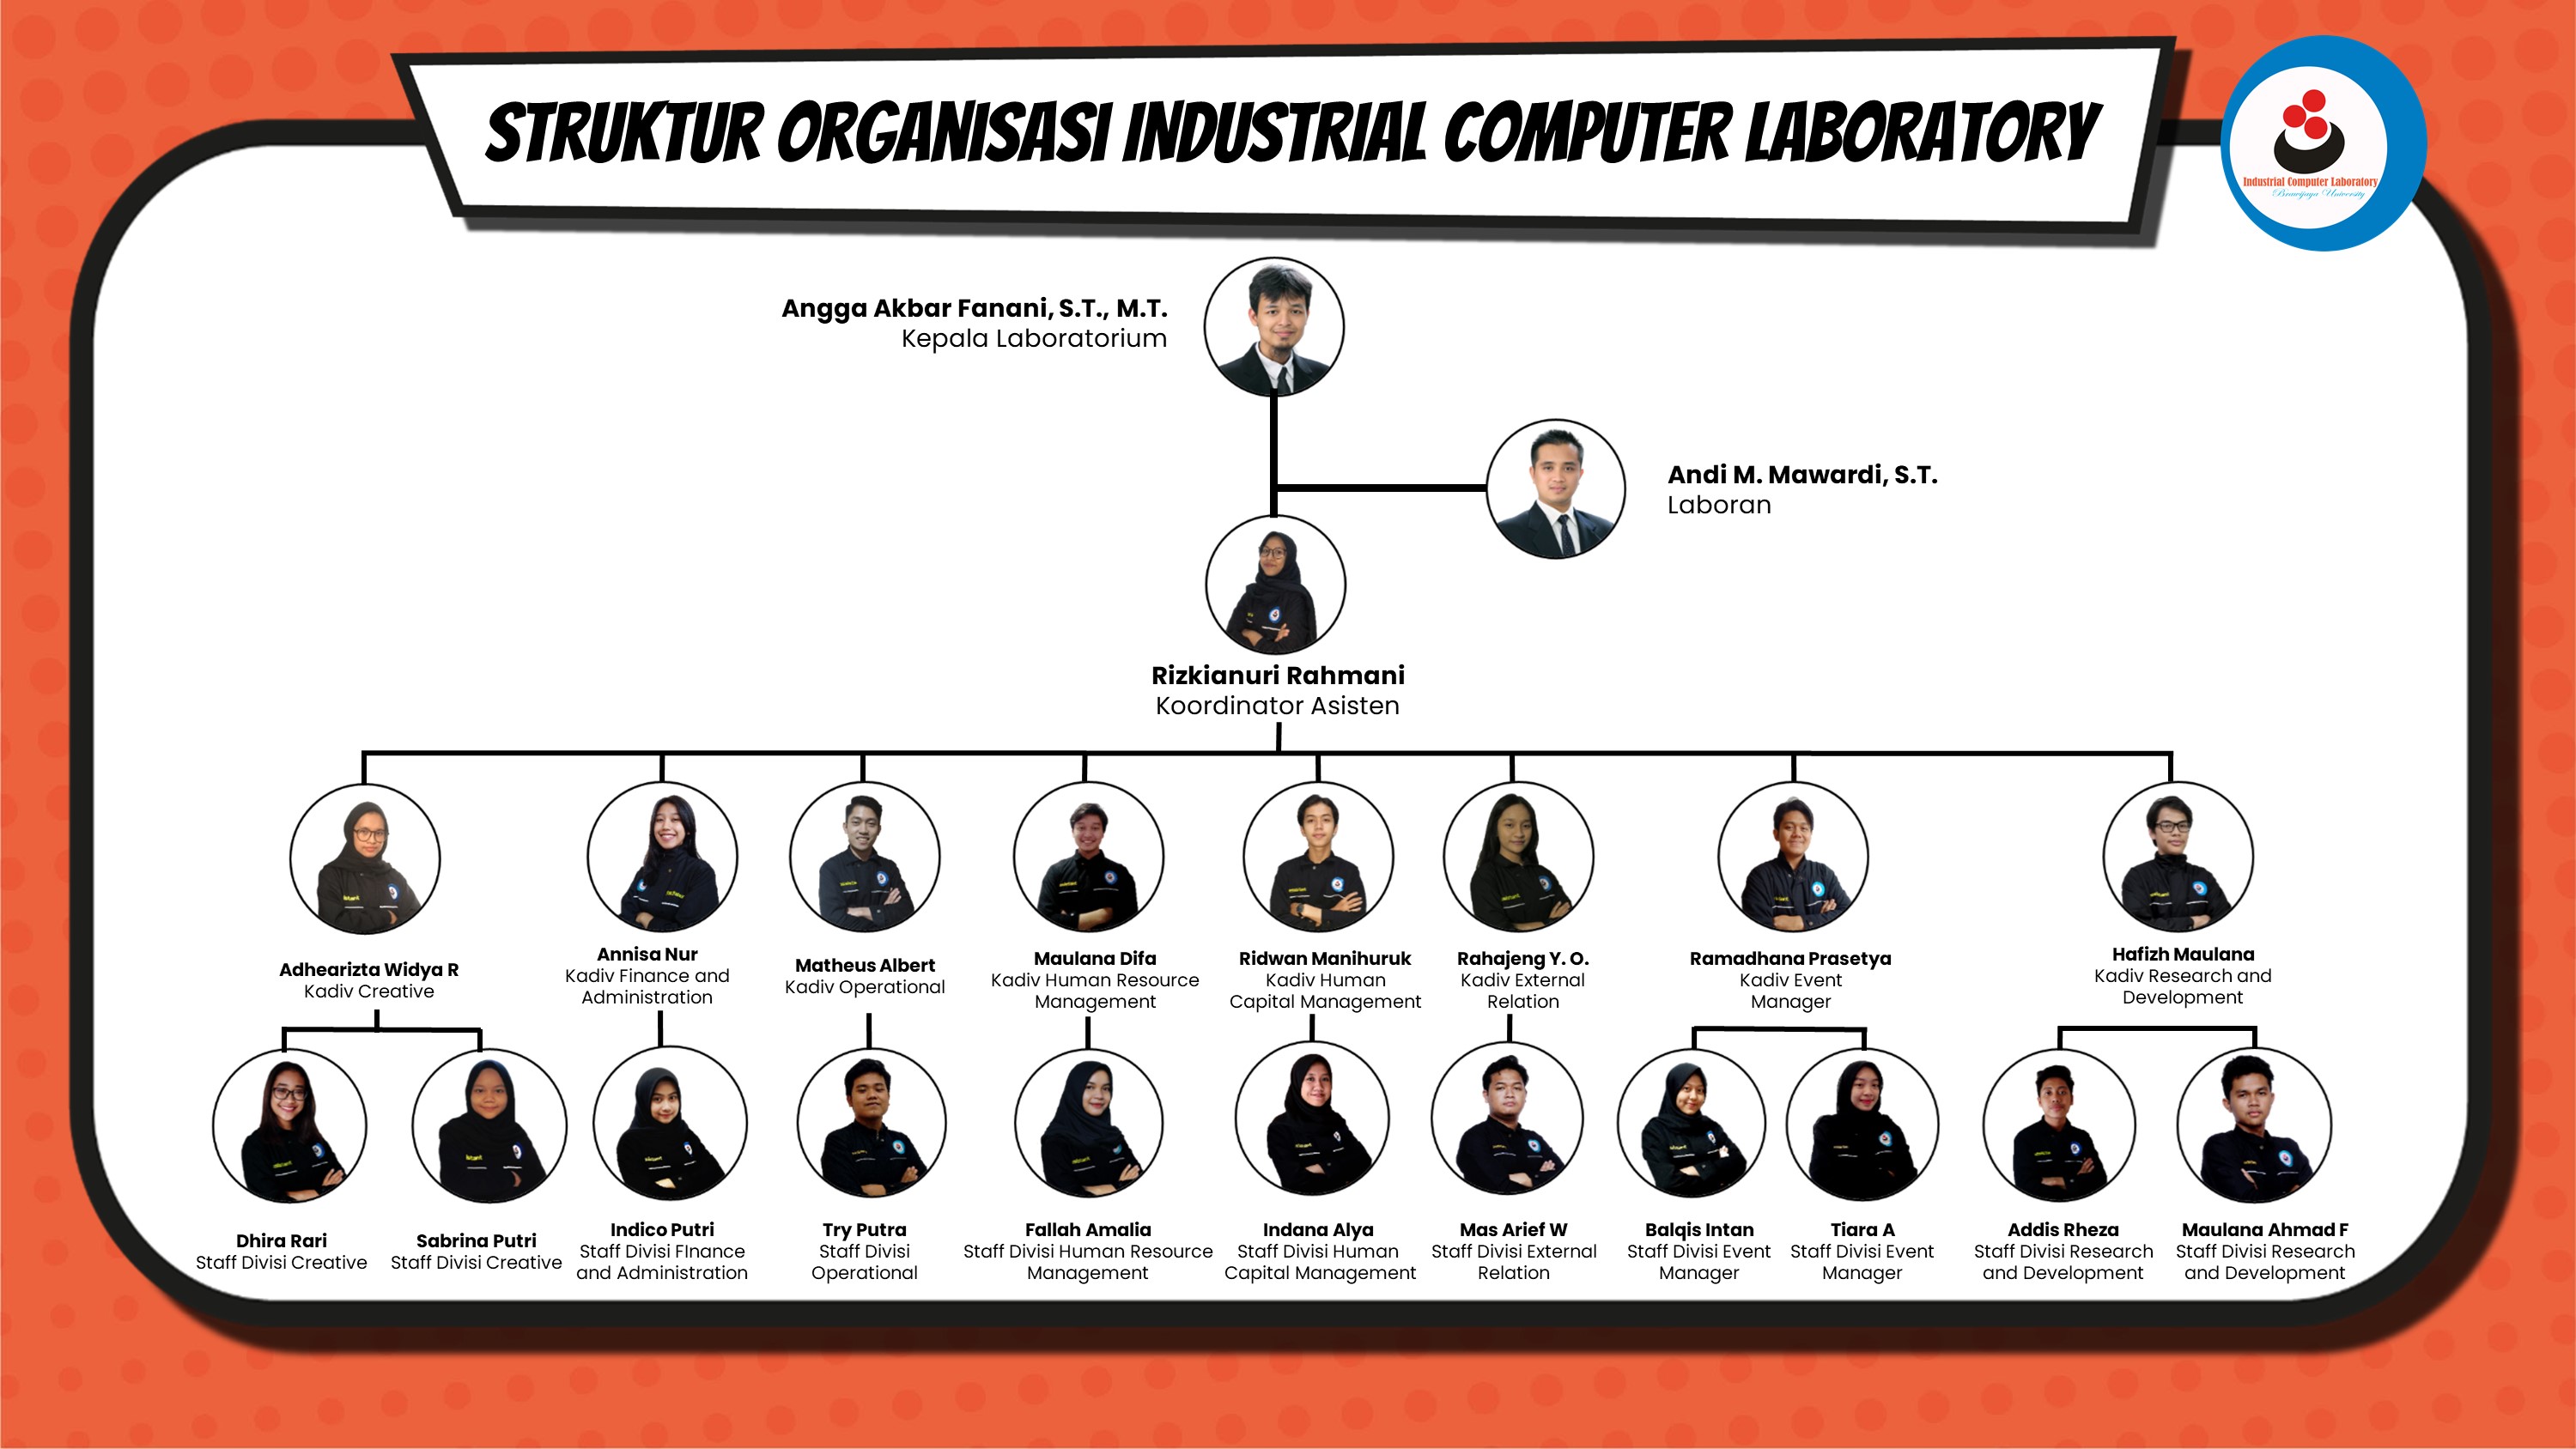 STRUKTUR ORGANISASI INDUSTRIAL COMPUTER LABORATORY
Industrial Computer Laboratory
Brawijaya University
Angga Akbar Fanani, S.T., M.T.
Kepala Laboratorium
Andi M. Mawardi, S.T.
Laboran
Rizkianuri Rahmani
Koordinator Asisten
Adhearizta Widya R
Kadiv Creative
Annisa Nur
Kadiv Finance and
Administration
Matheus Albert
Kadiv Operational
Maulana Difa
Kadiv Human Resource
Management
Ridwan Manihuruk
Kadiv Human
Capital Management
Rahajeng Y. O.
Kadiv External
Relation
Ramadhana Prasetya
Kadiv Event
Manager
Hafizh Maulana
Kadiv Research and
Development
Dhira Rari
Staff Divisi Creative
Sabrina Putri
Staff Divisi Creative
Indico Putri
Staff Divisi FInance
and Administration
Try Putra
Staff Divisi
Operational
Fallah Amalia
Staff Divisi Human Resource
Management
Indana Alya
Staff Divisi Human
Capital Management
Mas Arief W
Staff Divisi External
Relation
Balqis Intan
Staff Divisi Event
Manager
Tiara A
Staff Divisi Event
Manager
Addis Rheza
Staff Divisi Research
and Development
Maulana Ahmad F
Staff Divisi Research
and Development